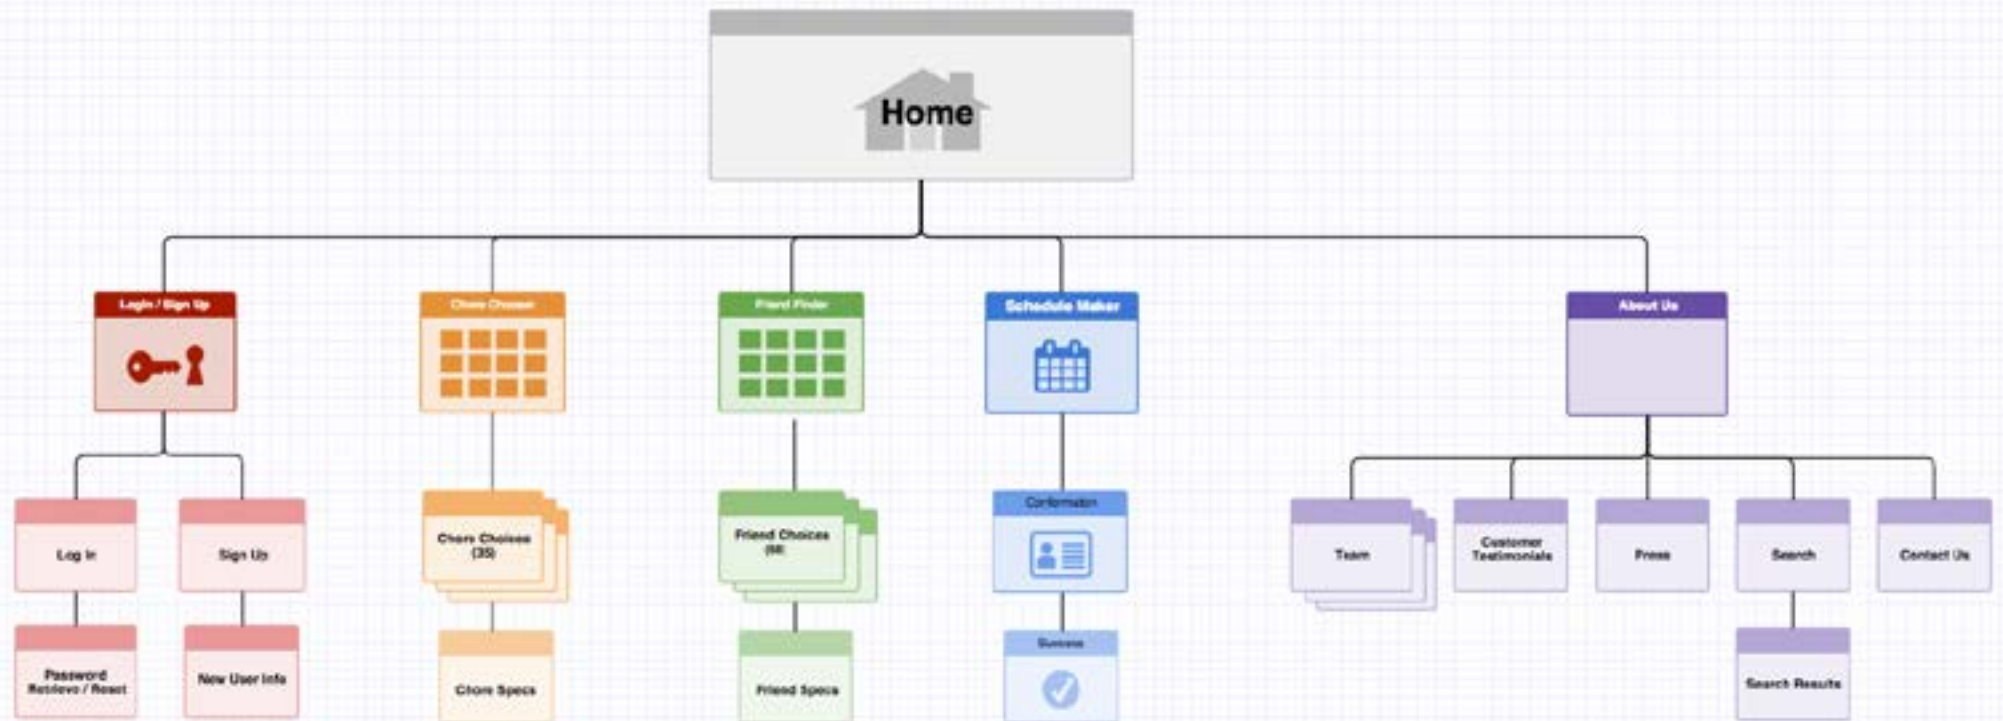 Home
Login / Sign Up
Chore Chooser
Friend Finder
Schedule Maker
About Us
Log In
Sign Up
Chore Choices
(35)
Friend Choices
Confirmation
Team
Customer
Testimonials
Press
Search
Contact Us
Password
Retrieve / Reset
New User Info
Chore Specs
Friend Specs
Success
Search Results